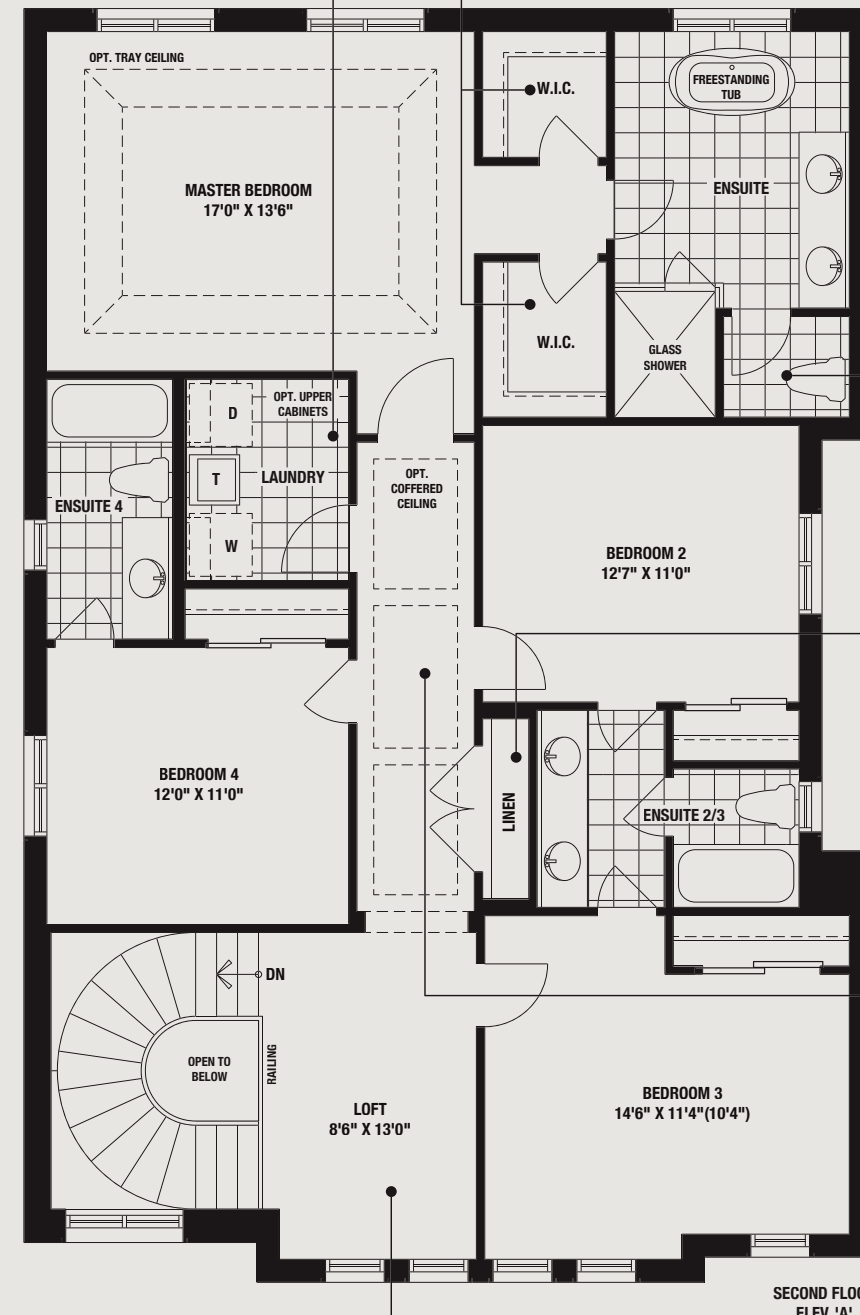 OPT. TRAY CEILING
W.I.C.
FREESTANDING
TUB
MASTER BEDROOM
17'0" X 13'6"
ENSUITE
W.I.C.
GLASS
SHOWER
D
OPT. UPPER
CABINETS
T
LAUNDRY
W
ENSUITE 4
OPT.
COFFERED
CEILING
BEDROOM 2
12'7" X 11'0"
BEDROOM 4
12'0" X 11'0"
LINEN
ENSUITE 2/3
DN
OPEN TO
BELOW
RAILING
LOFT
8'6" X 13'0"
BEDROOM 3
14'6" X 11'4"(10'4")
SECOND FLOO
ELEV. 'A'